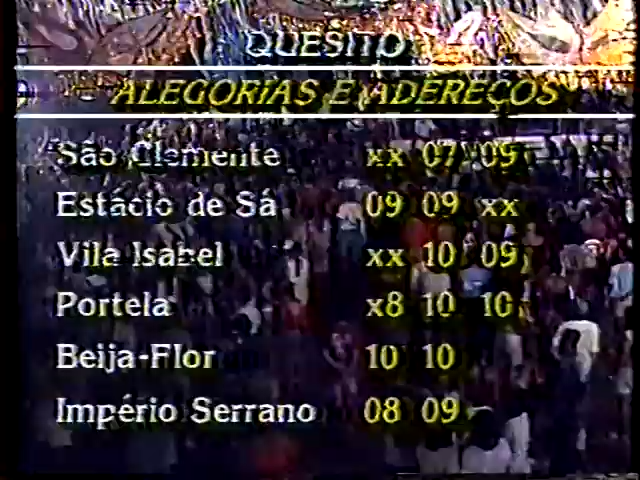 QUESITO
ALEGORIAS E ADEREÇOS
São Clemente xx 07 09
Estácio de Sá 09 09 xx
Vila Isabel xx 10 09
Portela x8 10 10
Beija-Flor 10 10
Império Serrano 08 09